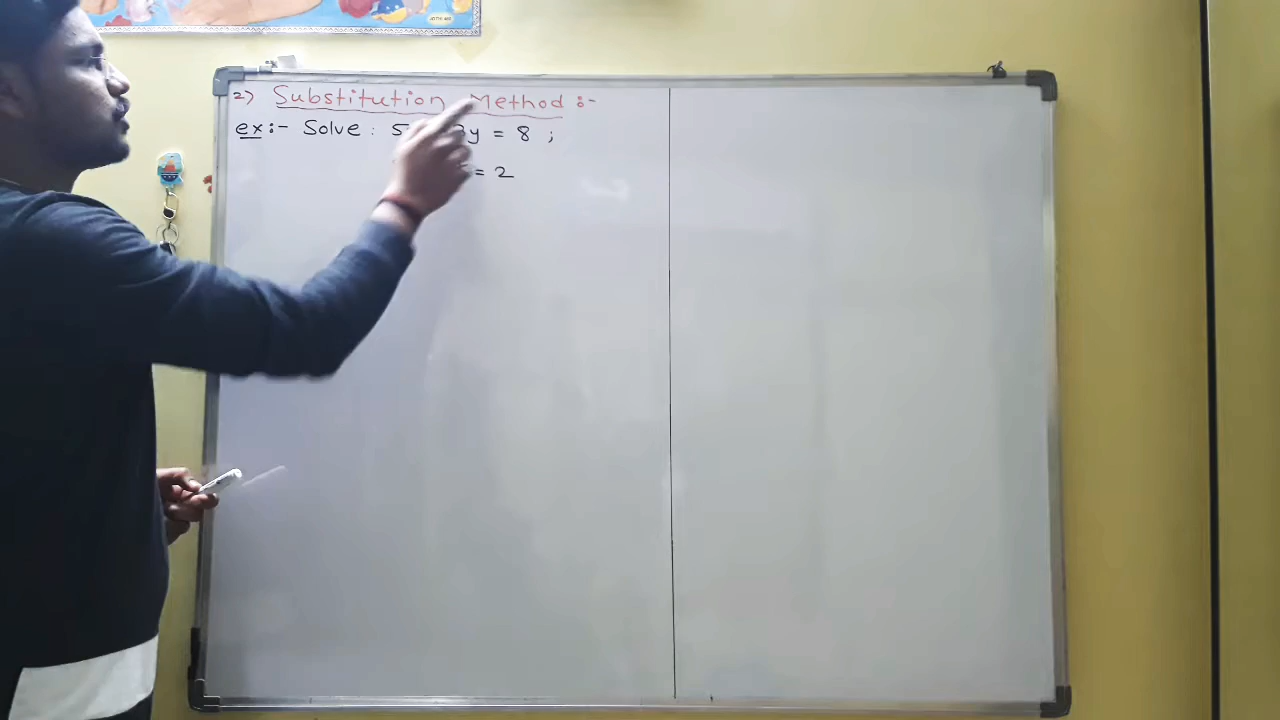 2) Substitution Method :-
ex :- Solve : 5 y = 8 ;
= 2